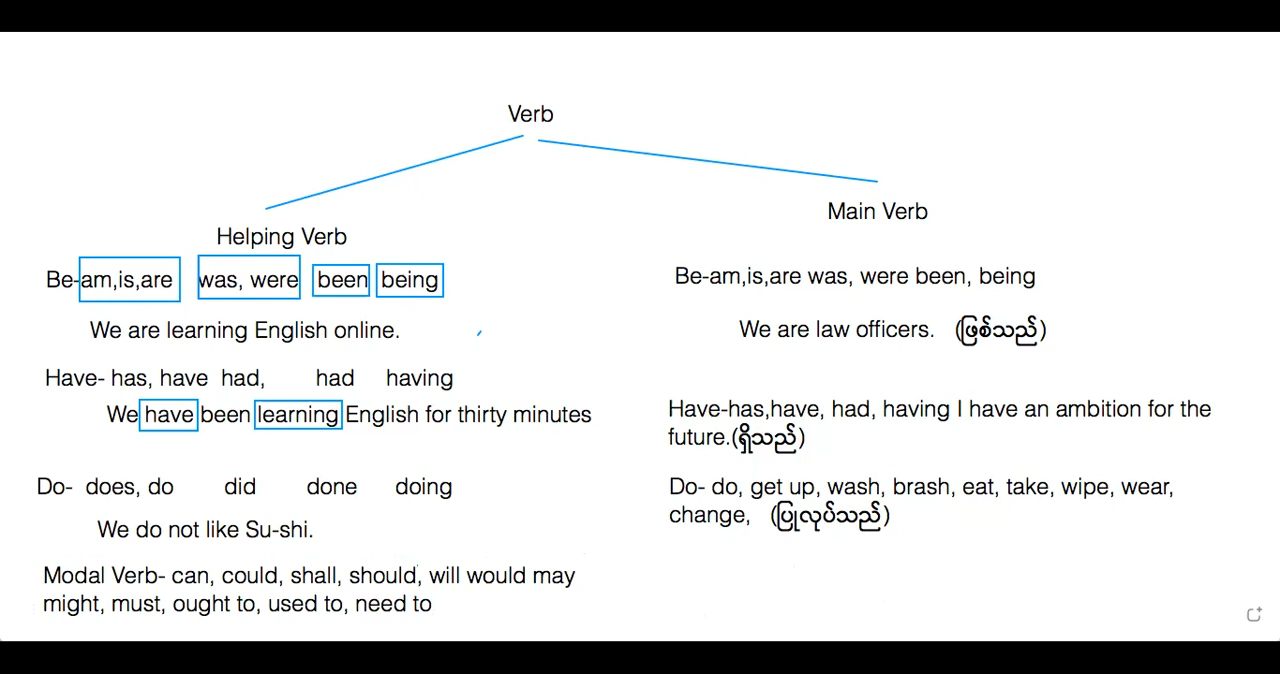 Verb
Helping Verb
Be-am,is,are was, were been being
We are learning English online.
Have- has, have had, had having
We have been learning English for thirty minutes
Do- does, do did done doing
We do not like Su-shi.
Modal Verb- can, could, shall, should, will would may
might, must, ought to, used to, need to
Main Verb
Be-am,is,are was, were been, being
We are law officers. (ဖြစ်သည်)
Have-has,have, had, having I have an ambition for the
future.(ရှိသည်)
Do- do, get up, wash, brash, eat, take, wipe, wear,
change, (ပြုလုပ်သည်)